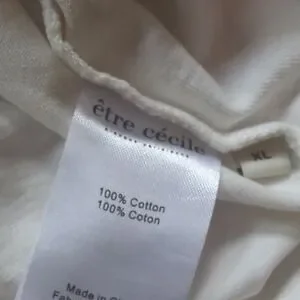 être cécile
XL
100% Cotton
100% Coton
Made in